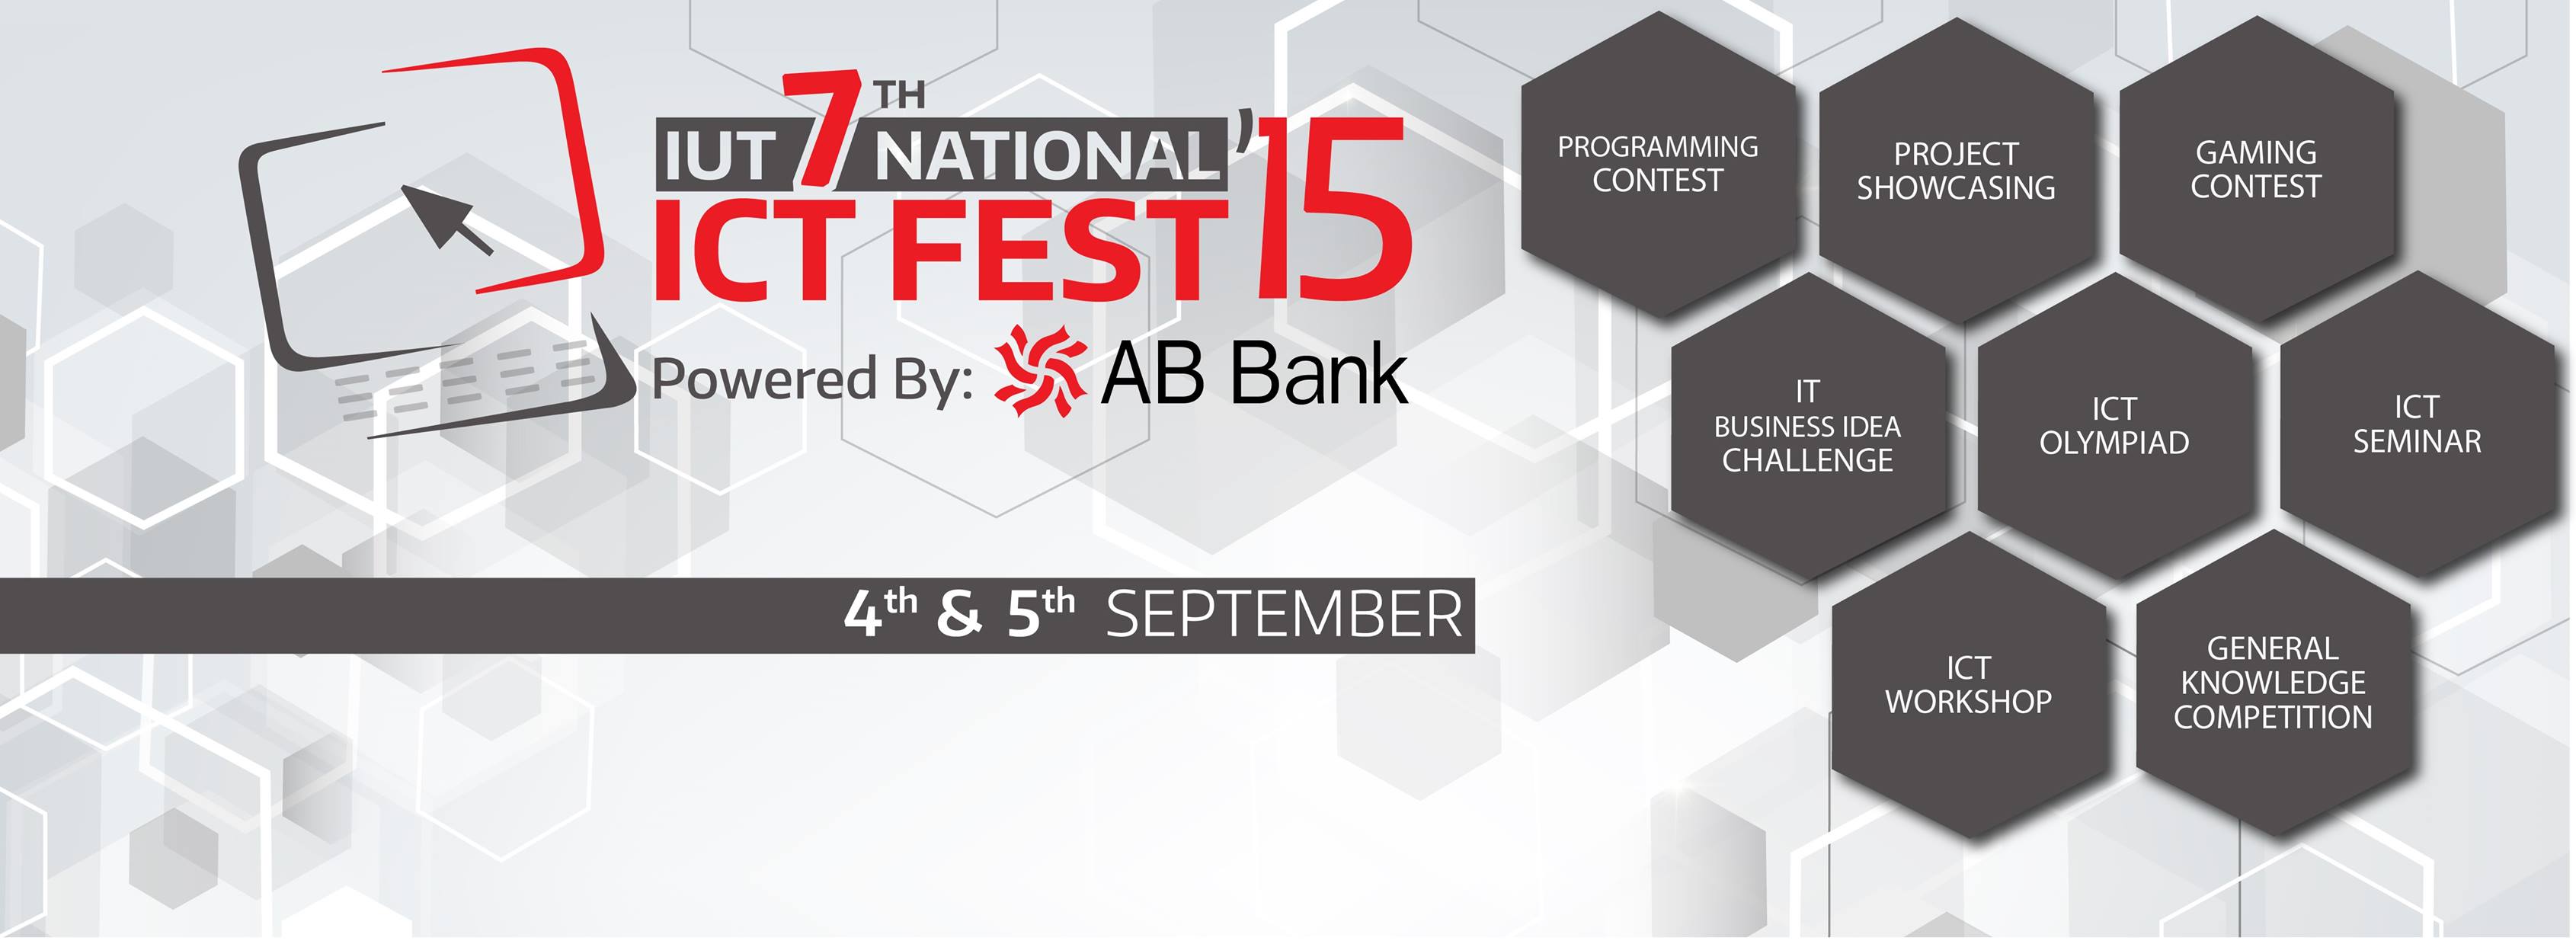 IUT 7TH NATIONAL
ICT FEST '15
Powered By: AB Bank
4th & 5th SEPTEMBER
PROGRAMMING
CONTEST
PROJECT
SHOWCASING
GAMING
CONTEST
IT
BUSINESS IDEA
CHALLENGE
ICT
OLYMPIAD
ICT
SEMINAR
ICT
WORKSHOP
GENERAL
KNOWLEDGE
COMPETITION